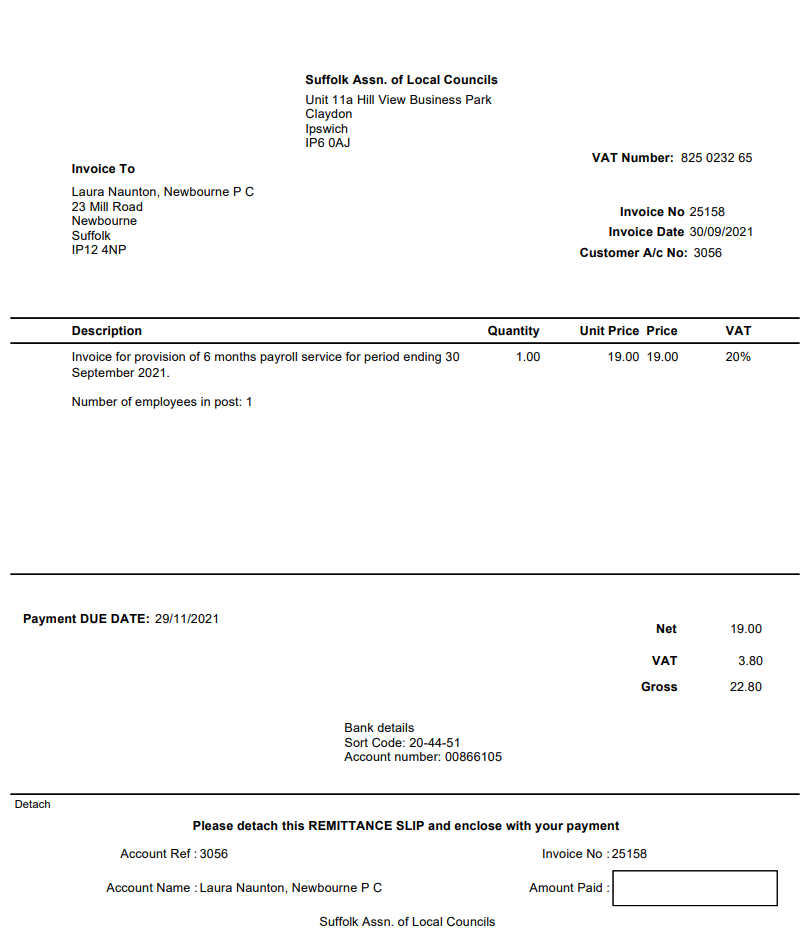 Suffolk Assn. of Local Councils
Unit 11a Hill View Business Park
Claydon
Ipswich
IP6 0AJ
VAT Number: 825 0232 65
Invoice To
Laura Naunton, Newbourne P C
23 Mill Road
Newbourne
Suffolk
IP12 4NP
Invoice No 25158
Invoice Date 30/09/2021
Customer A/c No: 3056
Description Quantity Unit Price Price VAT
Invoice for provision of 6 months payroll service for period ending 30 1.00 19.00 19.00 20%
September 2021.
Number of employees in post: 1
Payment DUE DATE: 29/11/2021
Net 19.00
VAT 3.80
Gross 22.80
Bank details
Sort Code: 20-44-51
Account number: 00866105
Detach
Please detach this REMITTANCE SLIP and enclose with your payment
Account Ref : 3056 Invoice No : 25158
Account Name : Laura Naunton, Newbourne P C Amount Paid :
Suffolk Assn. of Local Councils